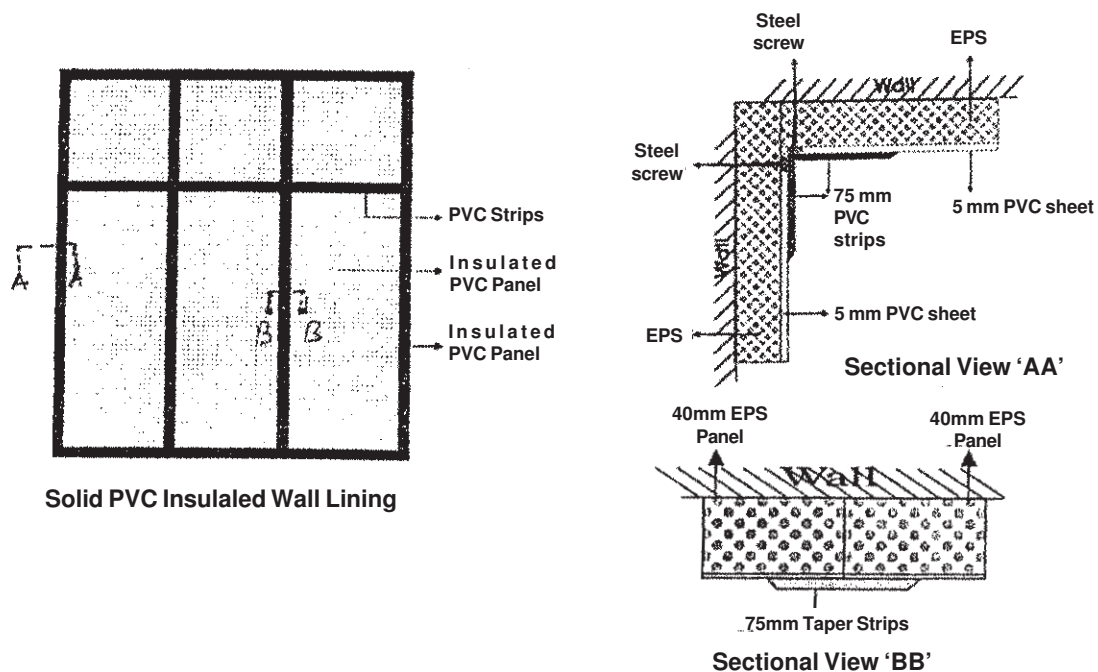 PVC Strips
Insulated
PVC Panel
Insulated
PVC Panel
A
A
B
B
Solid PVC Insulaled Wall Lining
Steel
screw
EPS
Wall
Steel
screw
75 mm
PVC
strips
5 mm PVC sheet
Wall
5 mm PVC sheet
EPS
Sectional View ‘AA’
40mm EPS
Panel
40mm EPS
Panel
Wall
75mm Taper Strips
Sectional View ‘BB’